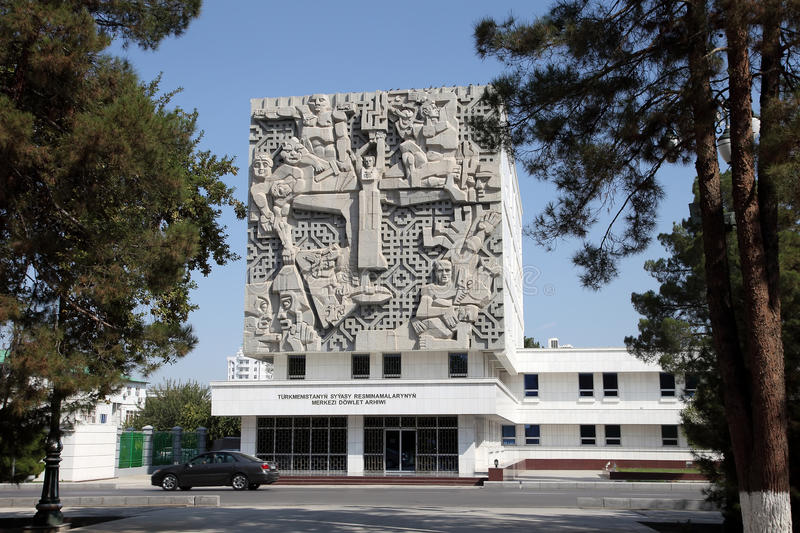 TÜRKMENISTANYŇ SYÝASY RESMINAMALARYNYŇ
MERKEZI DÖWLET ARHIWI